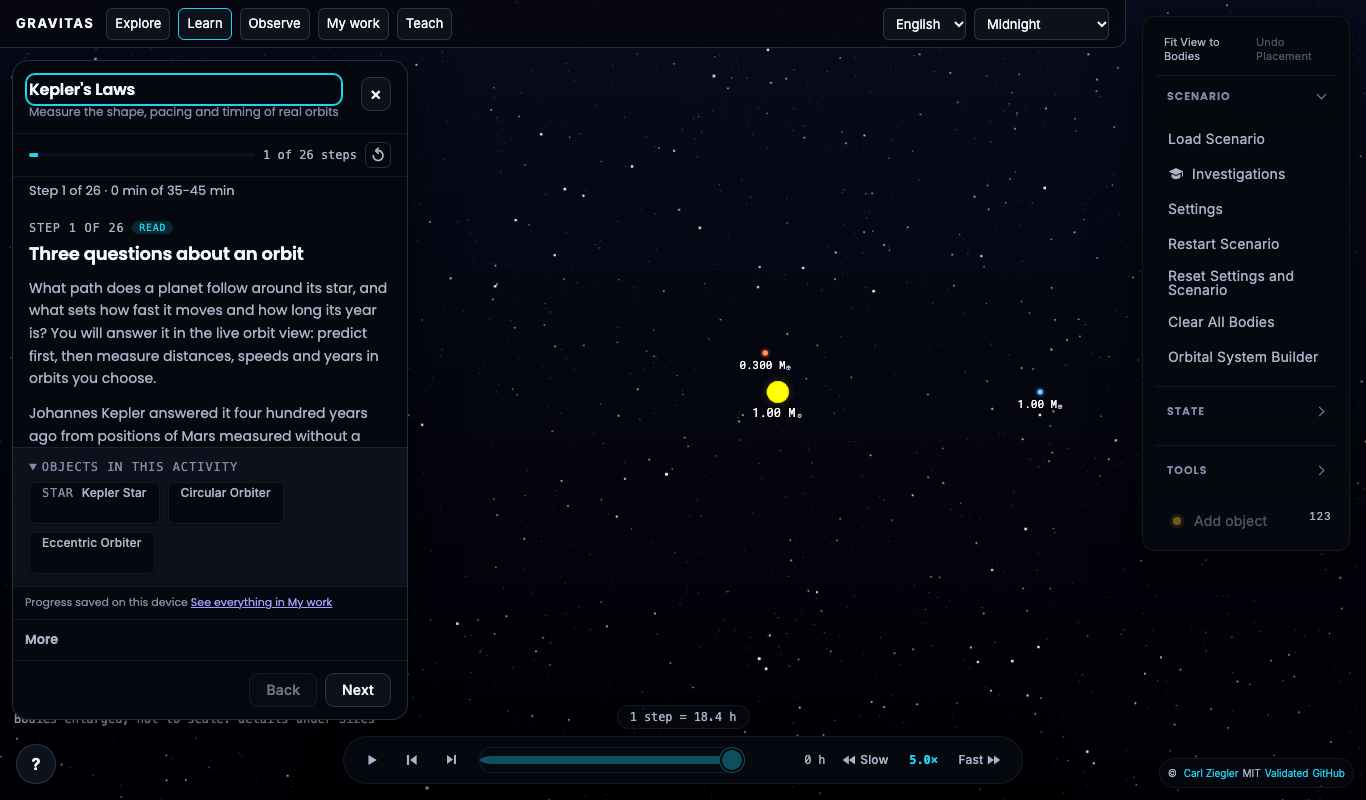 GRAVITAS Explore Learn Observe My work Teach English Midnight
Kepler's Laws
Measure the shape, pacing and timing of real orbits
1 of 26 steps
Step 1 of 26 · 0 min of 35–45 min
STEP 1 OF 26 READ
Three questions about an orbit
What path does a planet follow around its star, and
what sets how fast it moves and how long its year
is? You will answer it in the live orbit view: predict
first, then measure distances, speeds and years in
orbits you choose.
Johannes Kepler answered it four hundred years
ago from positions of Mars measured without a
OBJECTS IN THIS ACTIVITY
STAR Kepler Star
Circular Orbiter
Eccentric Orbiter
Progress saved on this device See everything in My work
More
Back Next
Bodies enlarged, not to scale: details under Sizes
?
0.300 M⊕
1.00 M☉
1.00 M⊕
1 step = 18.4 h
0 h Slow 5.0× Fast
Fit View to
Bodies
Undo
Placement
SCENARIO
Load Scenario
Investigations
Settings
Restart Scenario
Reset Settings and
Scenario
Clear All Bodies
Orbital System Builder
STATE
TOOLS
Add object 123
© Carl Ziegler MIT Validated GitHub